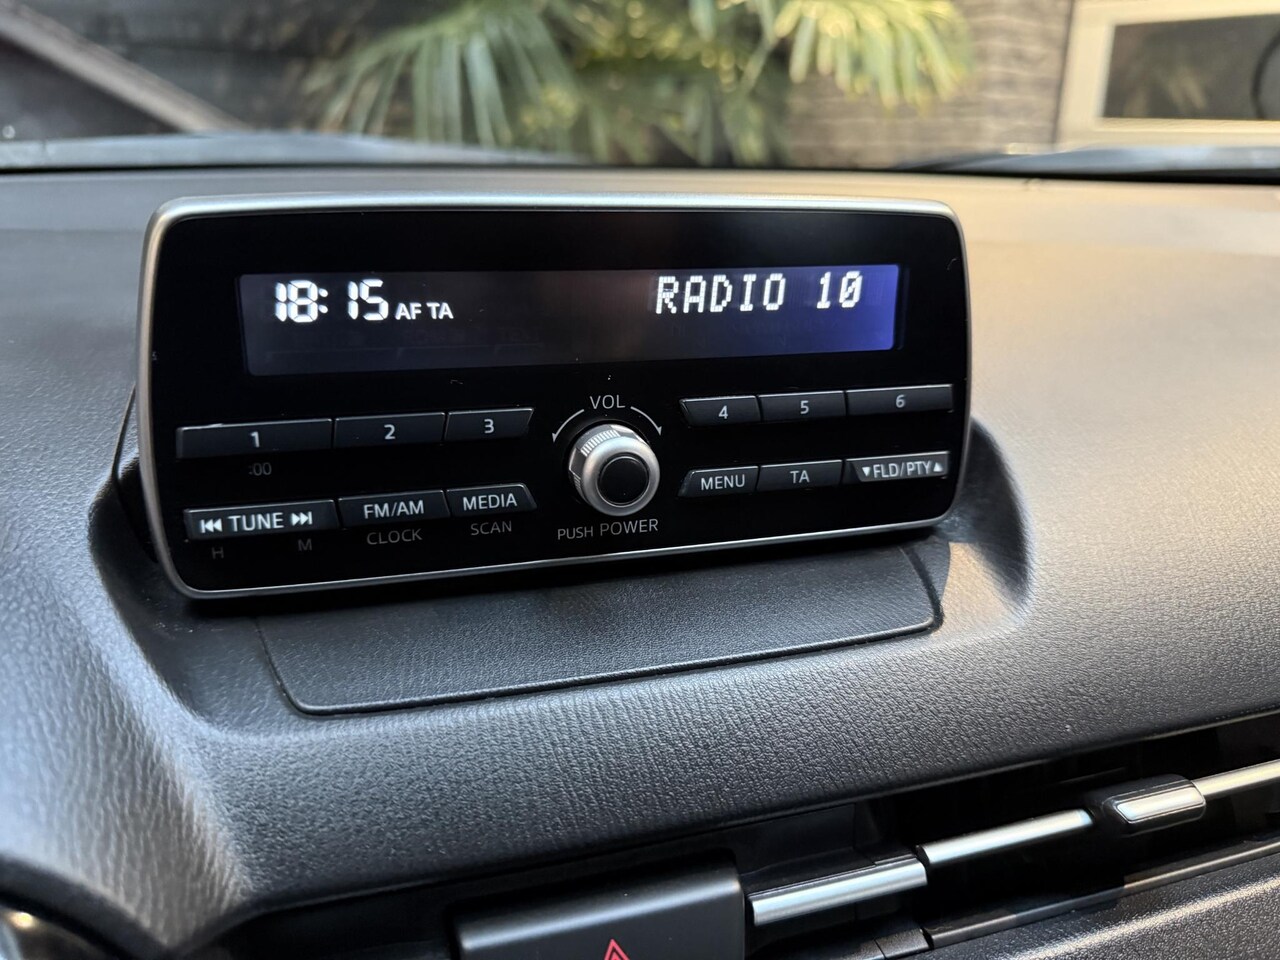 18:15 AF TA RADIO 10
VOL
1 2 3 4 5 6
:00
MENU TA ▼FLD/PTY▲
⏮ TUNE ⏭ FM/AM MEDIA
H M CLOCK SCAN
PUSH POWER